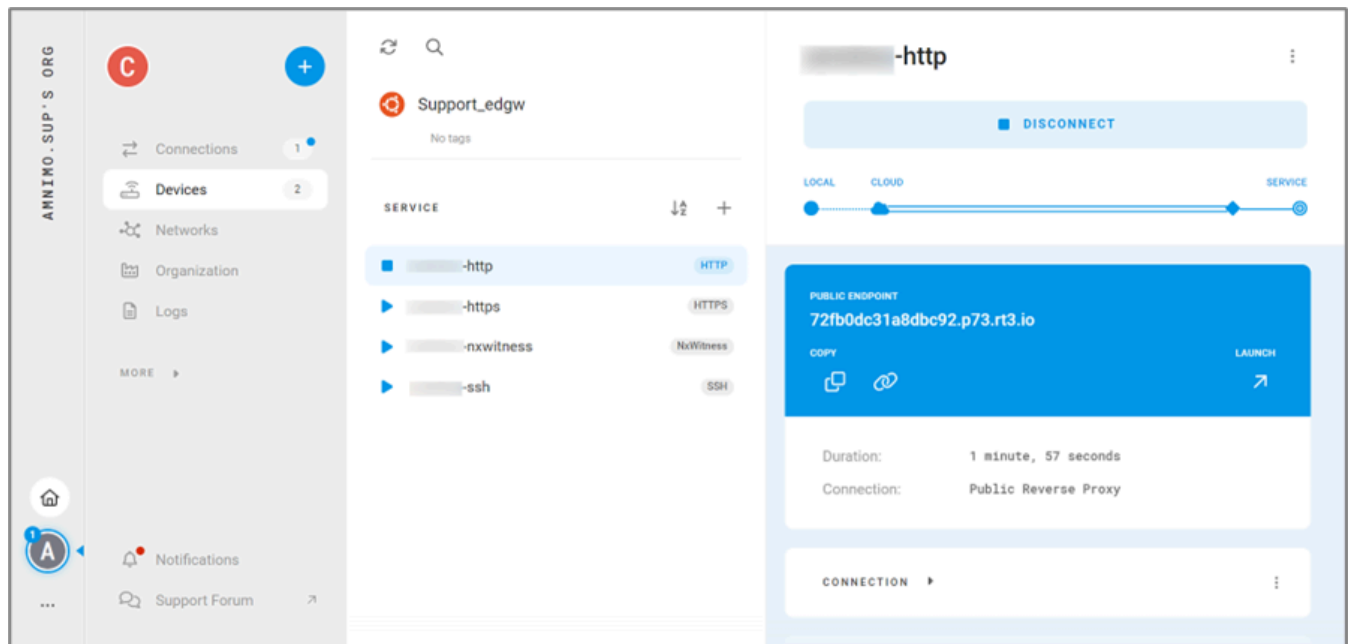 AMNIMO.SUP'S ORG
C
Connections 1
Devices 2
Networks
Organization
Logs
MORE
1
A
...
Notifications
Support Forum
Support_edgw
No tags
SERVICE
-http HTTP
-https HTTPS
-nxwitness NxWitness
-ssh SSH
-http
DISCONNECT
LOCAL CLOUD SERVICE
PUBLIC ENDPOINT
72fb0dc31a8dbc92.p73.rt3.io
COPY LAUNCH
Duration: 1 minute, 57 seconds
Connection: Public Reverse Proxy
CONNECTION